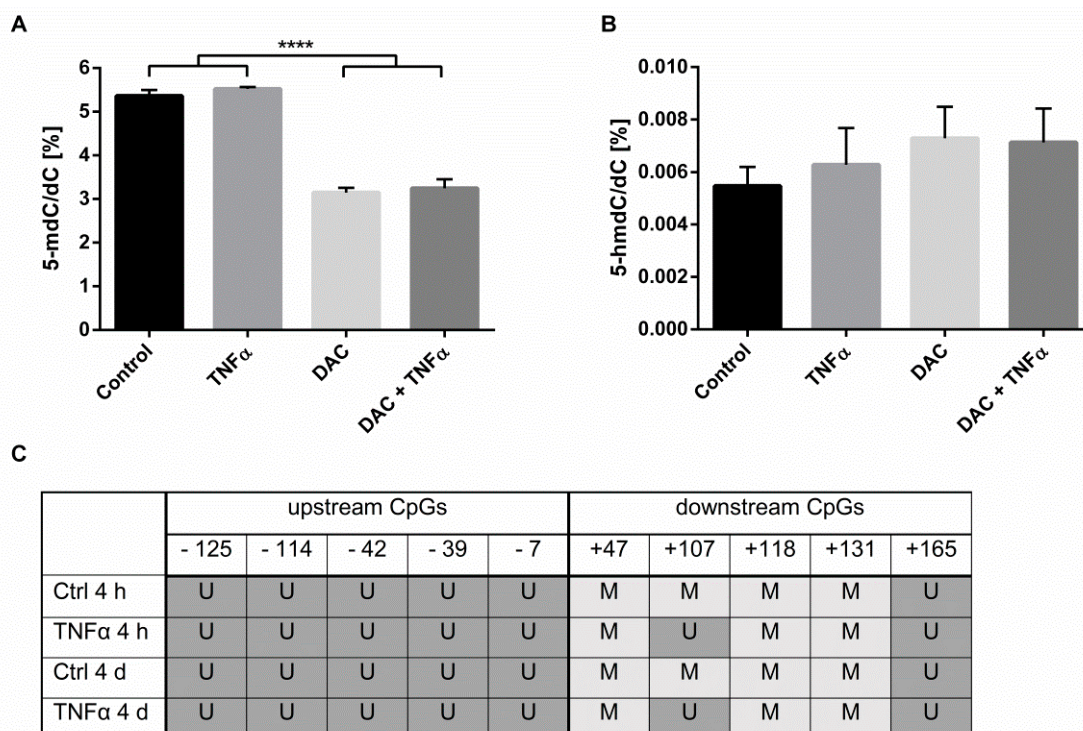 A
B
****
6
5
4
3
2
1
0
5-mdC/dC [%]
Control
TNFα
DAC
DAC + TNFα
0.010
0.008
0.006
0.004
0.002
0.000
5-hmdC/dC [%]
Control
TNFα
DAC
DAC + TNFα
C
upstream CpGs downstream CpGs
- 125 - 114 - 42 - 39 - 7 +47 +107 +118 +131 +165
Ctrl 4 h U U U U U M M M M U
TNFα 4 h U U U U U M U M M U
Ctrl 4 d U U U U U M M M M U
TNFα 4 d U U U U U M U M M U